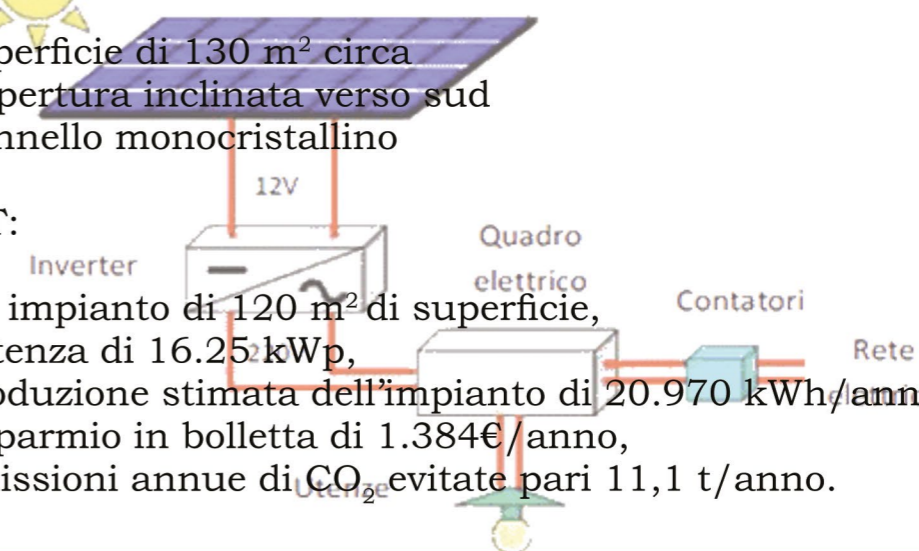 perficie di 130 m² circa
pertura inclinata verso sud
nnello monocristallino
12V
T:
Quadro
elettrico
Inverter
Contatori
impianto di 120 m² di superficie,
tenza di 16.25 kWp,
Rete
oduzione stimata dell'impianto di 20.970 kWh/ann
parmio in bolletta di 1.384€/anno,
issioni annue di CO₂ evitate pari 11,1 t/anno.
Utenze